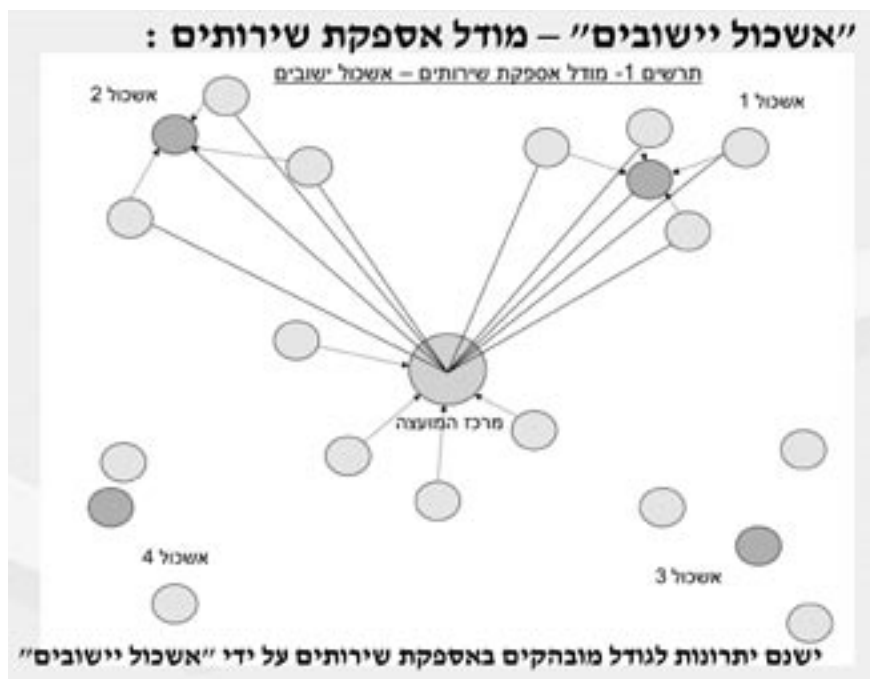 "אשכול יישובים" – מודל אספקת שירותים :
תרשים 1- מודל אספקת שירותים – אשכול ישובים
אשכול 1
אשכול 2
מרכז המועצה
אשכול 4
אשכול 3
ישנם יתרונות לגודל מובהקים באספקת שירותים על ידי "אשכול יישובים"